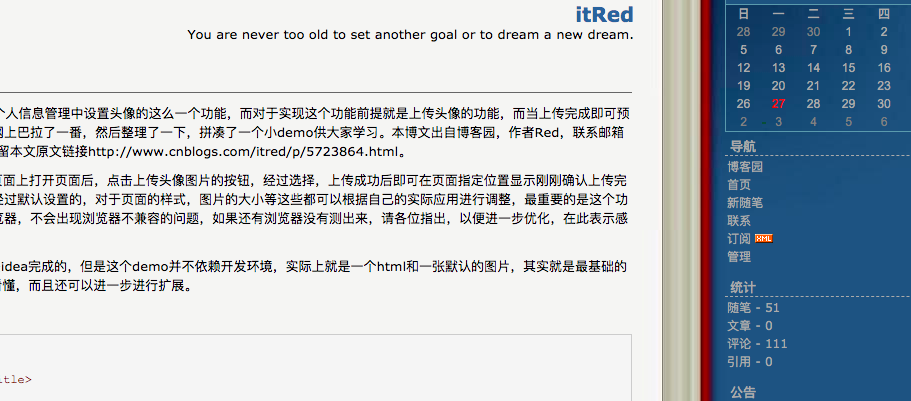 itRed
You are never too old to set another goal or to dream a new dream.
个人信息管理中设置头像的这么一个功能，而对于实现这个功能前提就是上传头像的功能，而当上传完成即可预
网上巴拉了一番，然后整理了一下，拼凑了一个小demo供大家学习。本博文出自博客园，作者Red，联系邮箱
留本文原文链接http://www.cnblogs.com/itred/p/5723864.html。
页面上打开页面后，点击上传头像图片的按钮，经过选择，上传成功后即可在页面指定位置显示刚刚确认上传完
经过默认设置的，对于页面的样式，图片的大小等这些都可以根据自己的实际应用进行调整，最重要的是这个功
览器，不会出现浏览器不兼容的问题，如果还有浏览器没有测出来，请各位指出，以便进一步优化，在此表示感
idea完成的，但是这个demo并不依赖开发环境，实际上就是一个html和一张默认的图片，其实就是最基础的
看懂，而且还可以进一步进行扩展。
itle>
日 一 二 三 四
28 29 30 1 2
5 6 7 8 9
12 13 14 15 16
19 20 21 22 23
26 27 28 29 30
2 3 4 5 6
导航
博客园
首页
新随笔
联系
订阅 XML
管理
统计
随笔 - 51
文章 - 0
评论 - 111
引用 - 0
公告